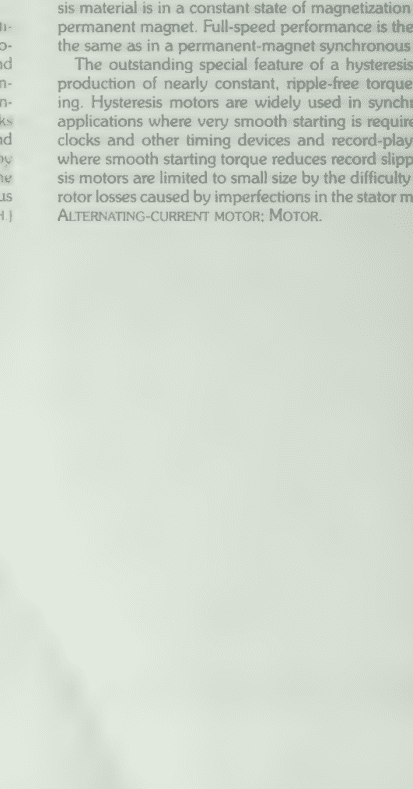 sis material is in a constant state of magnetization
permanent magnet. Full-speed performance is the
the same as in a permanent-magnet synchronous
The outstanding special feature of a hysteresis
production of nearly constant, ripple-free torque
ing. Hysteresis motors are widely used in synch
applications where very smooth starting is require
clocks and other timing devices and record-play
where smooth starting torque reduces record slipp
sis motors are limited to small size by the difficulty
rotor losses caused by imperfections in the stator m
ALTERNATING-CURRENT MOTOR; MOTOR.